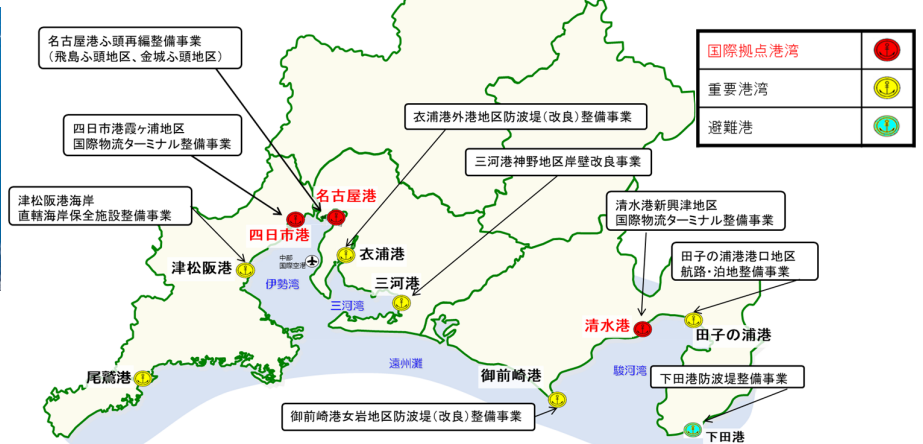 名古屋港ふ頭再編整備事業
(飛島ふ頭地区、金城ふ頭地区)
国際拠点港湾
重要港湾
避難港
四日市港霞ヶ浦地区
国際物流ターミナル整備事業
衣浦港外港地区防波堤(改良)整備事業
三河港神野地区岸壁改良事業
津松阪港海岸
直轄海岸保全施設整備事業
名古屋港
四日市港
清水港新興津地区
国際物流ターミナル整備事業
衣浦港
中部
国際空港
津松阪港
伊勢湾
三河港
三河湾
田子の浦港港口地区
航路・泊地整備事業
清水港
田子の浦港
遠州灘
駿河湾
尾鷲港
御前崎港
下田港防波堤整備事業
御前崎港女岩地区防波堤(改良)整備事業
下田港